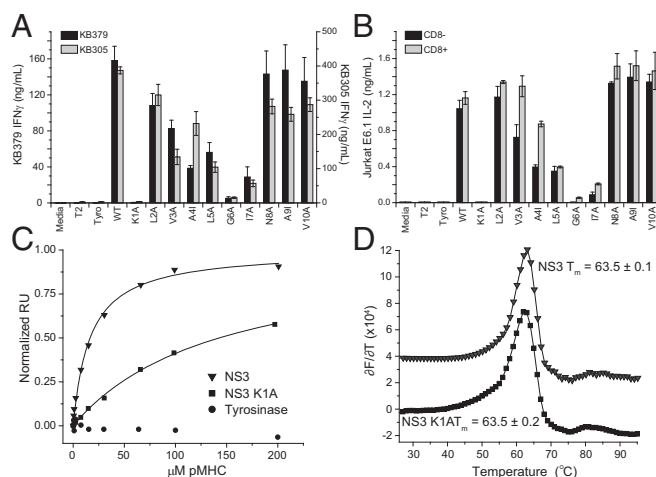 A
KB379
KB305
KB379 IFNγ (ng/mL)
160
120
80
40
0
500
400
300
200
100
0
KB305 IFNγ (ng/mL)
Media
T2
Tyro
WT
K1A
L2A
V3A
A4I
L5A
G6A
I7A
N8A
A9I
V10A
B
CD8-
CD8+
Jurkat E6.1 IL-2 (ng/mL)
1.6
1.2
0.8
0.4
0.0
Media
T2
Tyro
WT
K1A
L2A
V3A
A4I
L5A
G6A
I7A
N8A
A9I
V10A
C
Normalized RU
1.00
0.75
0.50
0.25
0.00
NS3
NS3 K1A
Tyrosinase
0
50
100
150
200
μM pMHC
D
∂F/∂T (x10⁴)
12
10
8
6
4
2
0
-2
NS3 Tm = 63.5 ± 0.1
NS3 K1ATm = 63.5 ± 0.2
30
40
50
60
70
80
90
Temperature (°C)